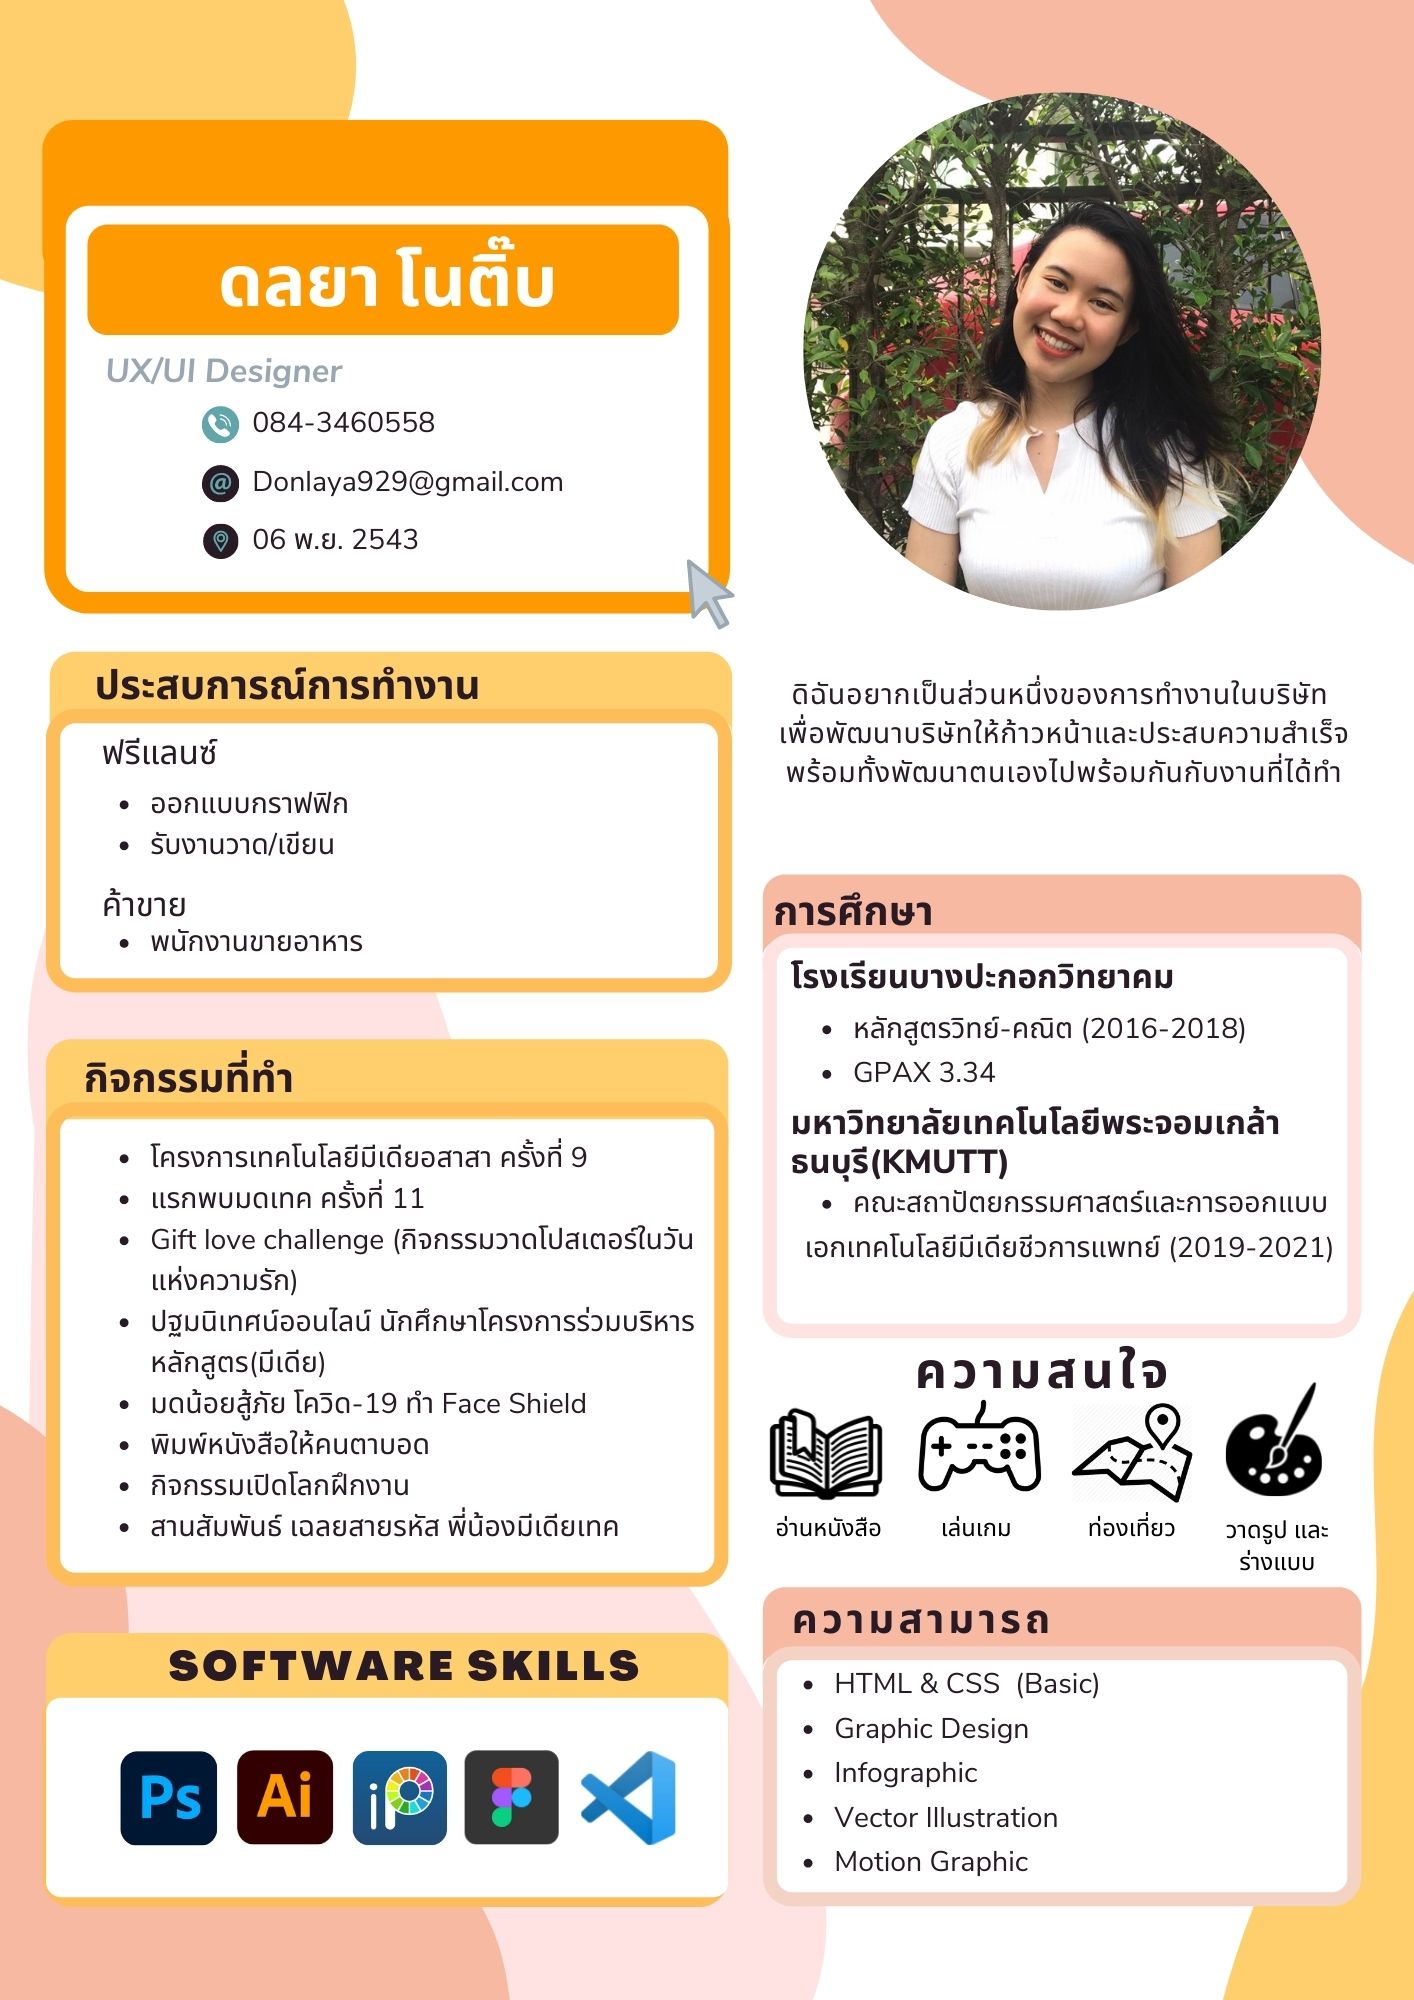 ดลยา โนติ๊บ
UX/UI Designer
084-3460558
@
Donlaya929@gmail.com
06 พ.ย. 2543
ประสบการณ์การทำงาน
ฟรีแลนซ์
• ออกแบบกราฟฟิก
• รับงานวาด/เขียน
ค้าขาย
• พนักงานขายอาหาร
กิจกรรมที่ทำ
• โครงการเทคโนโลยีมีเดียอสาสา ครั้งที่ 9
• แรกพบมดเทค ครั้งที่ 11
• Gift love challenge (กิจกรรมวาดโปสเตอร์ในวัน
แห่งความรัก)
• ปฐมนิเทศน์ออนไลน์ นักศึกษาโครงการร่วมบริหาร
หลักสูตร(มีเดีย)
• มดน้อยสู้ภัย โควิด-19 ทำ Face Shield
• พิมพ์หนังสือให้คนตาบอด
• กิจกรรมเปิดโลกฝึกงาน
• สานสัมพันธ์ เฉลยสายรหัส พี่น้องมีเดียเทค
SOFTWARE SKILLS
Ps
Ai
iP
ดิฉันอยากเป็นส่วนหนึ่งของการทำงานในบริษัท
เพื่อพัฒนาบริษัทให้ก้าวหน้าและประสบความสำเร็จ
พร้อมทั้งพัฒนาตนเองไปพร้อมกันกับงานที่ได้ทำ
การศึกษา
โรงเรียนบางปะกอกวิทยาคม
• หลักสูตรวิทย์-คณิต (2016-2018)
• GPAX 3.34
มหาวิทยาลัยเทคโนโลยีพระจอมเกล้า
ธนบุรี(KMUTT)
• คณะสถาปัตยกรรมศาสตร์และการออกแบบ
เอกเทคโนโลยีมีเดียชีวการแพทย์ (2019-2021)
ความสนใจ
อ่านหนังสือ
เล่นเกม
ท่องเที่ยว
วาดรูป และ
ร่างแบบ
ความสามารถ
• HTML & CSS (Basic)
• Graphic Design
• Infographic
• Vector Illustration
• Motion Graphic